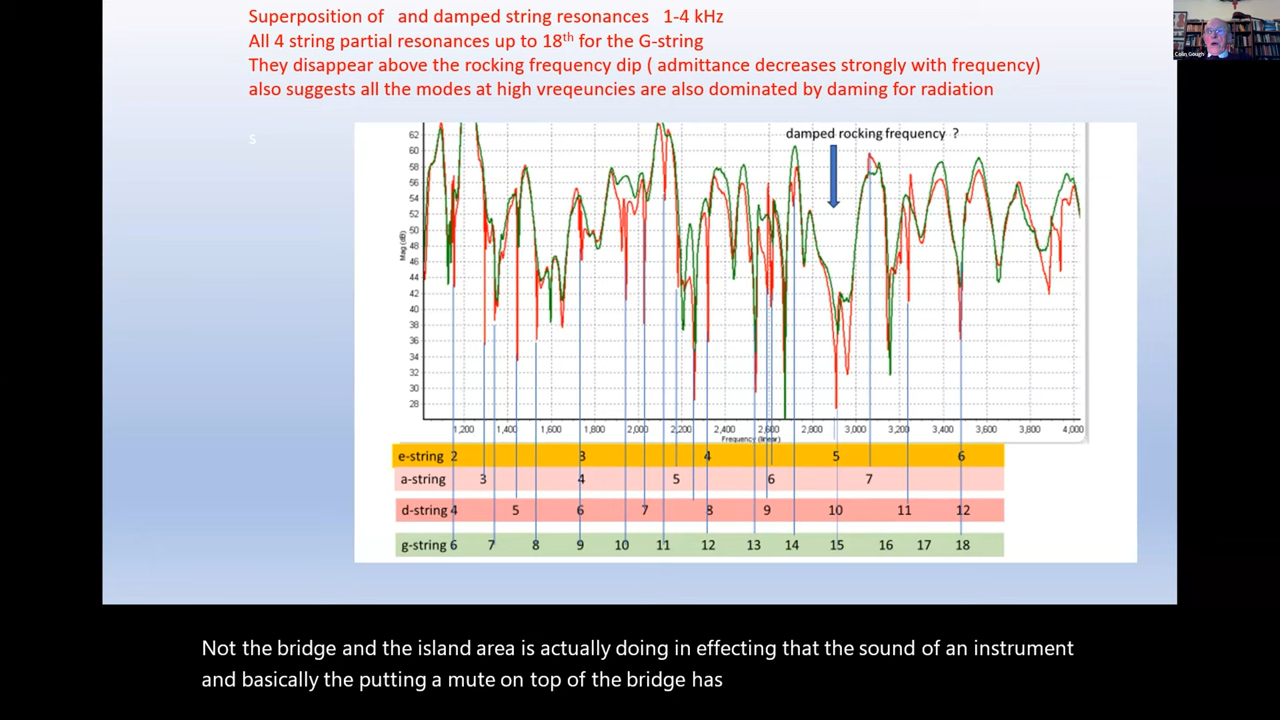 Superposition of and damped string resonances 1-4 kHz
All 4 string partial resonances up to 18th for the G-string
They disappear above the rocking frequency dip ( admittance decreases strongly with frequency)
also suggests all the modes at high vreqeuncies are also dominated by daming for radiation
s
Colin Gough
damped rocking frequency ?
62
60
58
56
54
52
50
48
46
44
42
40
38
36
34
32
30
28
Mag (dB)
1,200 1,400 1,600 1,800 2,000 2,200 2,400 2,600 2,800 3,000 3,200 3,400 3,600 3,800 4,000
Frequency (linear)
e-string 2 3 4 5 6
a-string 3 4 5 6 7
d-string 4 5 6 7 8 9 10 11 12
g-string 6 7 8 9 10 11 12 13 14 15 16 17 18
Not the bridge and the island area is actually doing in effecting that the sound of an instrument
and basically the putting a mute on top of the bridge has